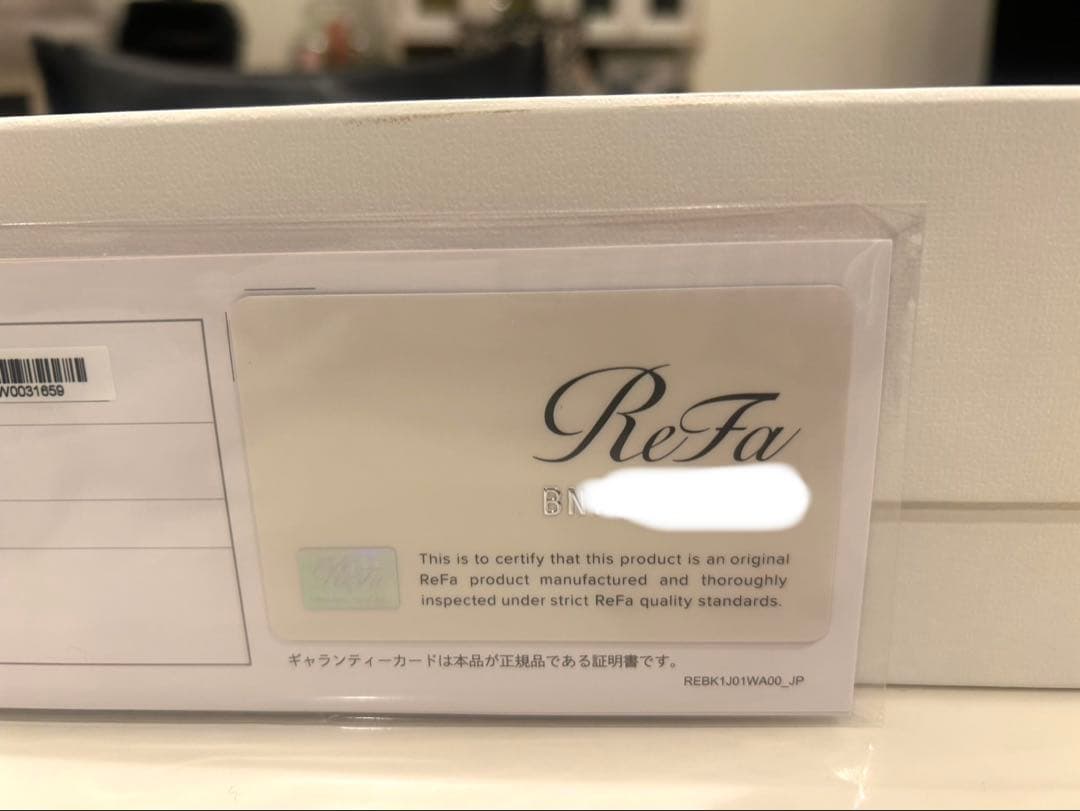 W0031659
ReFa
BN
This is to certify that this product is an original
ReFa product manufactured and thoroughly
inspected under strict ReFa quality standards.
ReFa
ギャランティーカードは本品が正規品である証明書です。
REBK1J01WA00_JP